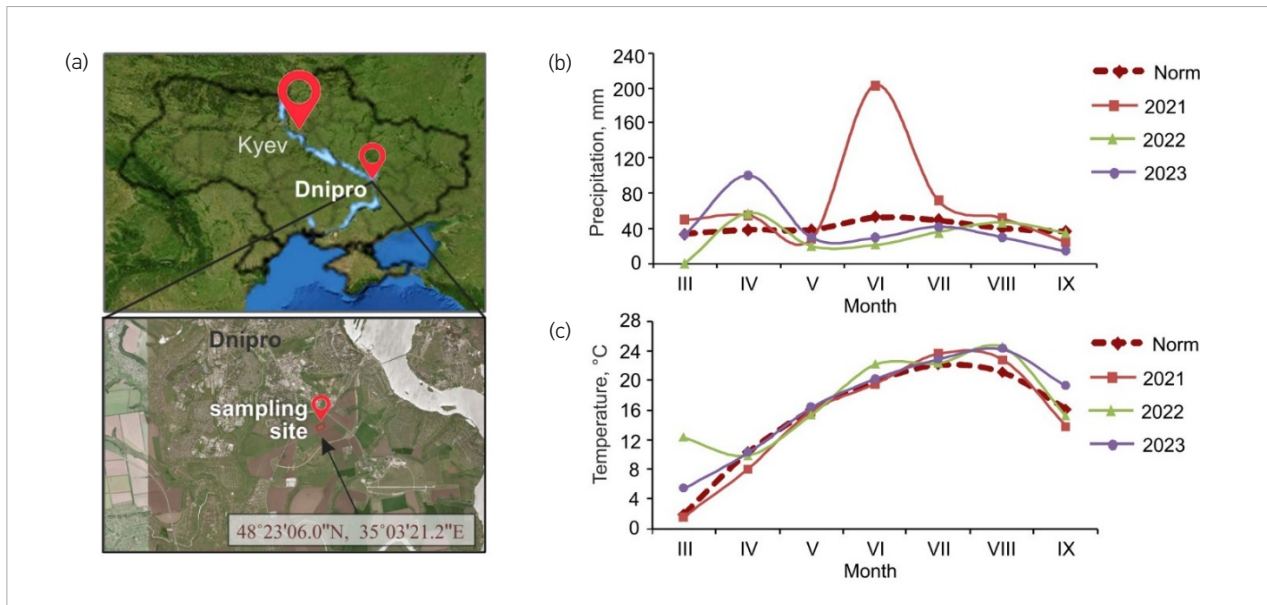 (a)
Kyev
Dnipro
Dnipro
sampling
site
48°23'06.0"N, 35°03'21.2"E
(b)
Precipitation, mm
240
200
160
120
80
40
0
III IV V VI VII VIII IX
Month
Norm
2021
2022
2023
(c)
Temperature, °C
28
24
20
16
12
8
4
0
III IV V VI VII VIII IX
Month
Norm
2021
2022
2023